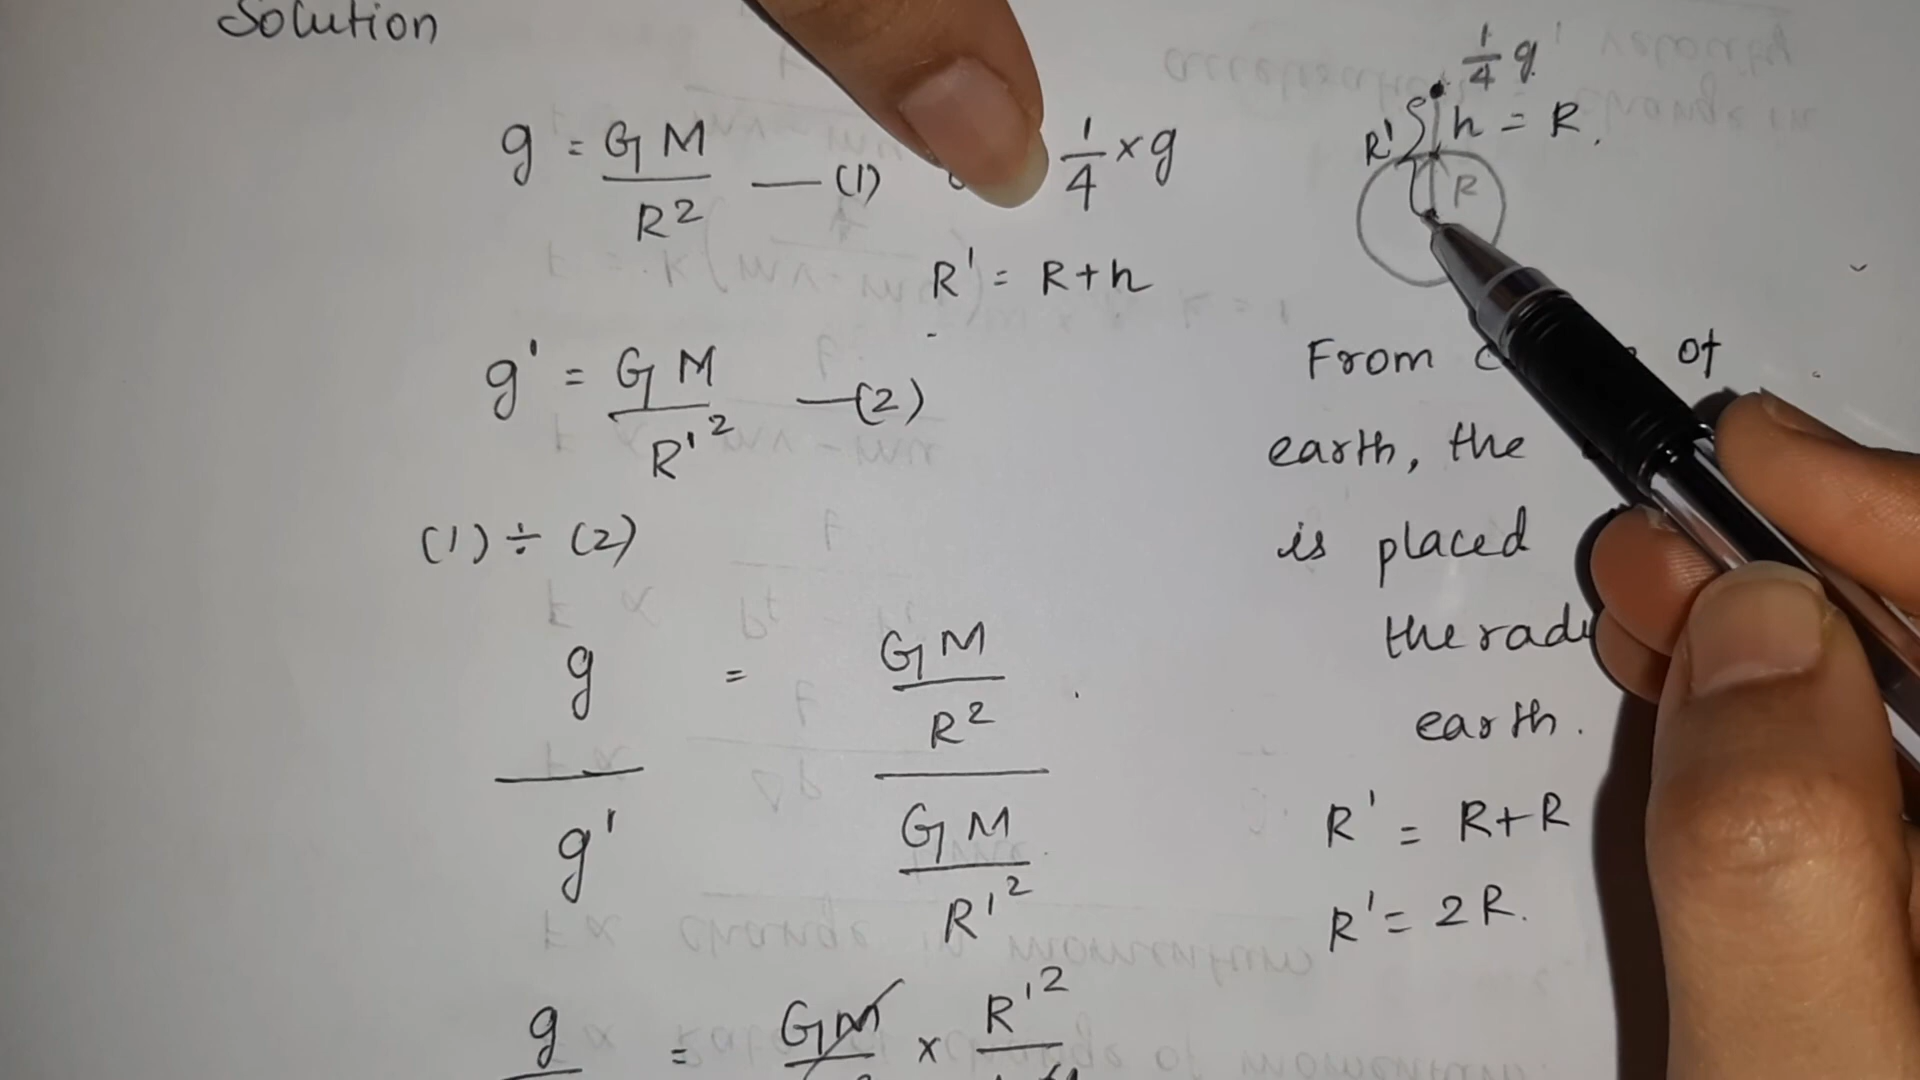 Solution
g = GM/R² —(1)
1/4 × g
R' = R+h
g' = GM/R'² —(2)
(1) ÷ (2)
g/g' = (GM/R²)/(GM/R'²)
g = GM × R'²
1/4 g'
R' h = R.
R
From of
earth, the
is placed
the
earth.
R' = R+R
R' = 2R.